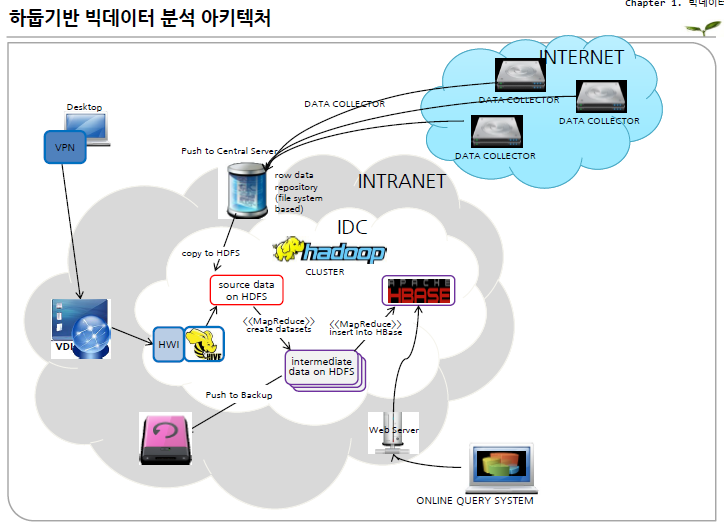 Chapter 1. 빅데이터
하둡기반 빅데이터 분석 아키텍처
INTERNET
DATA COLLECTOR
DATA COLLECTOR
DATA COLLECTOR
DATA COLLECTOR
Desktop
VPN
Push to Central Server
row data
repository
(file system
based)
INTRANET
IDC
hadoop
CLUSTER
copy to HDFS
source data
on HDFS
APACHE
HBASE
<<MapReduce>>
create datasets
<<MapReduce>>
insert into HBase
VDI
HWI
HIVE
intermediate
data on HDFS
Push to Backup
Web Server
ONLINE QUERY SYSTEM